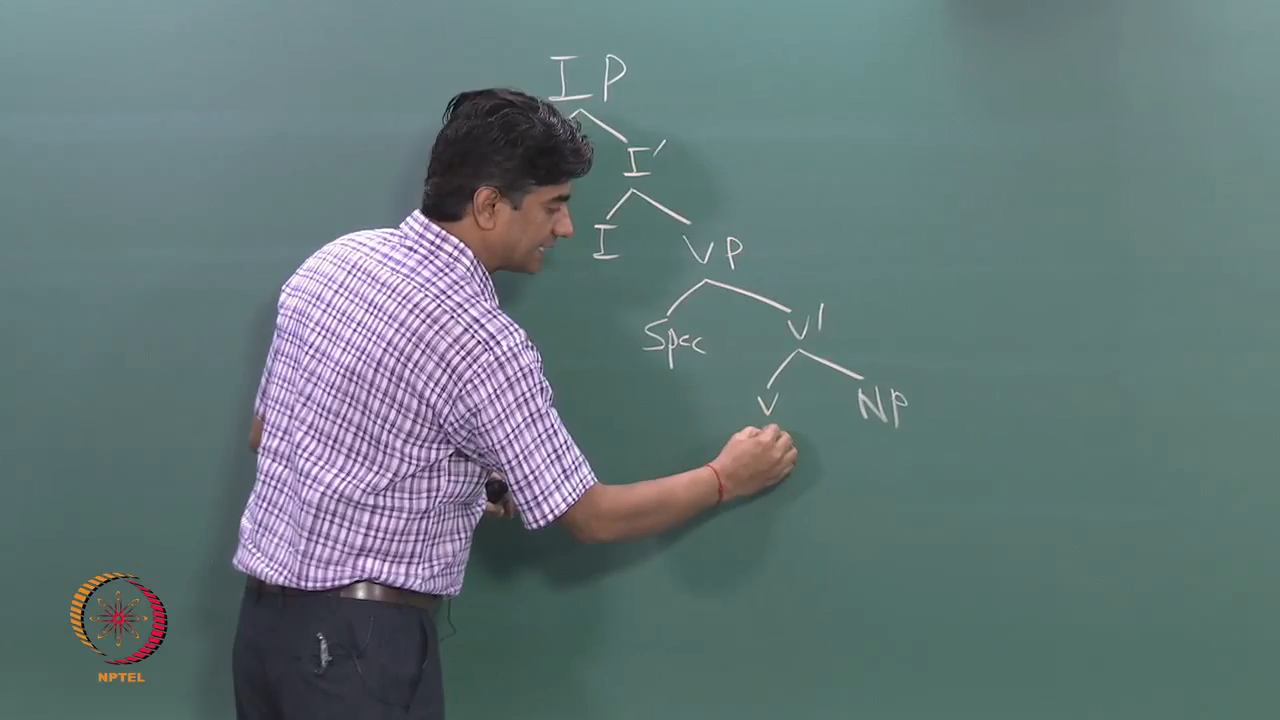 IP
I'
I VP
Spec V'
V NP
NPTEL